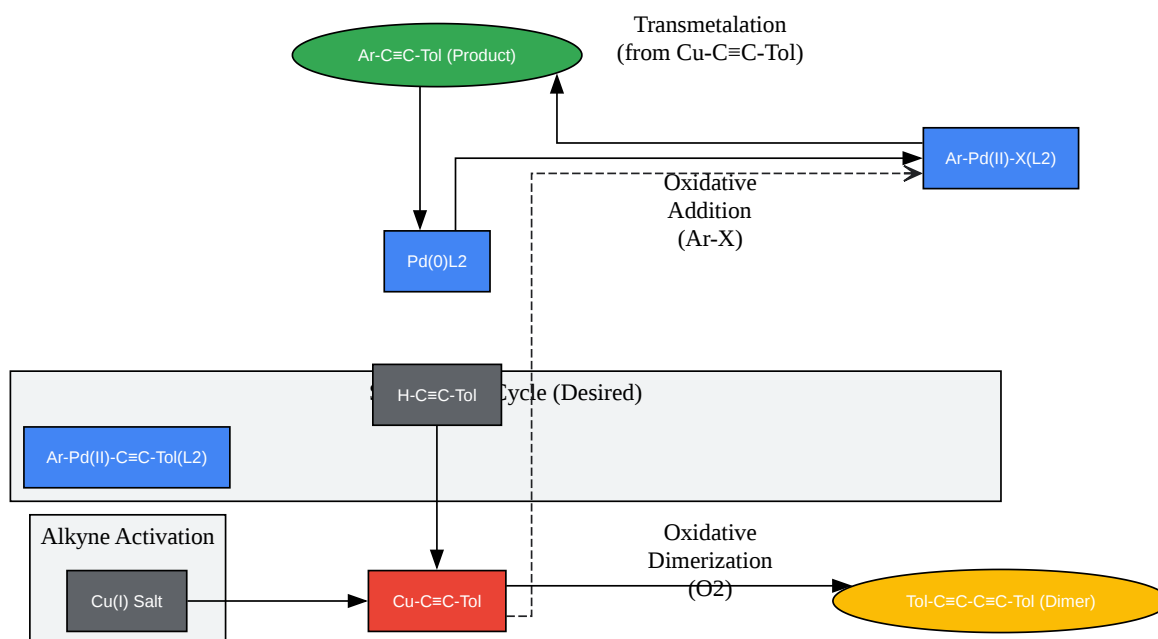 Transmetalation
(from Cu-C≡C-Tol)
Ar-C≡C-Tol (Product)
Ar-Pd(II)-X(L2)
Oxidative
Addition
(Ar-X)
Pd(0)L2
Cycle (Desired)
H-C≡C-Tol
Ar-Pd(II)-C≡C-Tol(L2)
Alkyne Activation
Cu(I) Salt
Cu-C≡C-Tol
Oxidative
Dimerization
(O2)
Tol-C≡C-C≡C-Tol (Dimer)